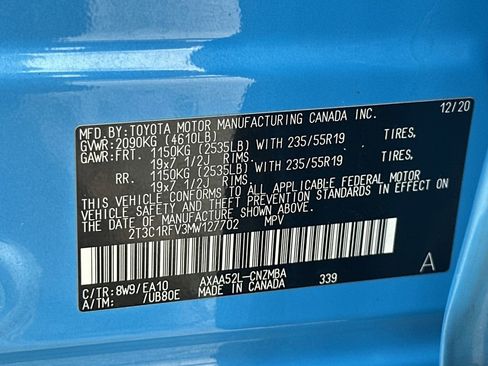 MFD.BY:TOYOTA MOTOR MANUFACTURING CANADA INC. 12/20
GVWR:2090KG (4610LB)
GAWR:FRT. 1150KG (2535LB) WITH 235/55R19 TIRES,
19x7 1/2J RIMS.
RR. 1150KG (2535LB) WITH 235/55R19 TIRES,
19x7 1/2J RIMS.
THIS VEHICLE CONFORMS TO ALL APPLICABLE FEDERAL MOTOR
VEHICLE SAFETY AND THEFT PREVENTION STANDARDS IN EFFECT ON
THE DATE OF MANUFACTURE SHOWN ABOVE.
2T3C1RFV3MW127702 MPV
C/TR:8W9/EA10 AXAA52L-CNZMBA 339 A
A/TM: /UB80E MADE IN CANADA